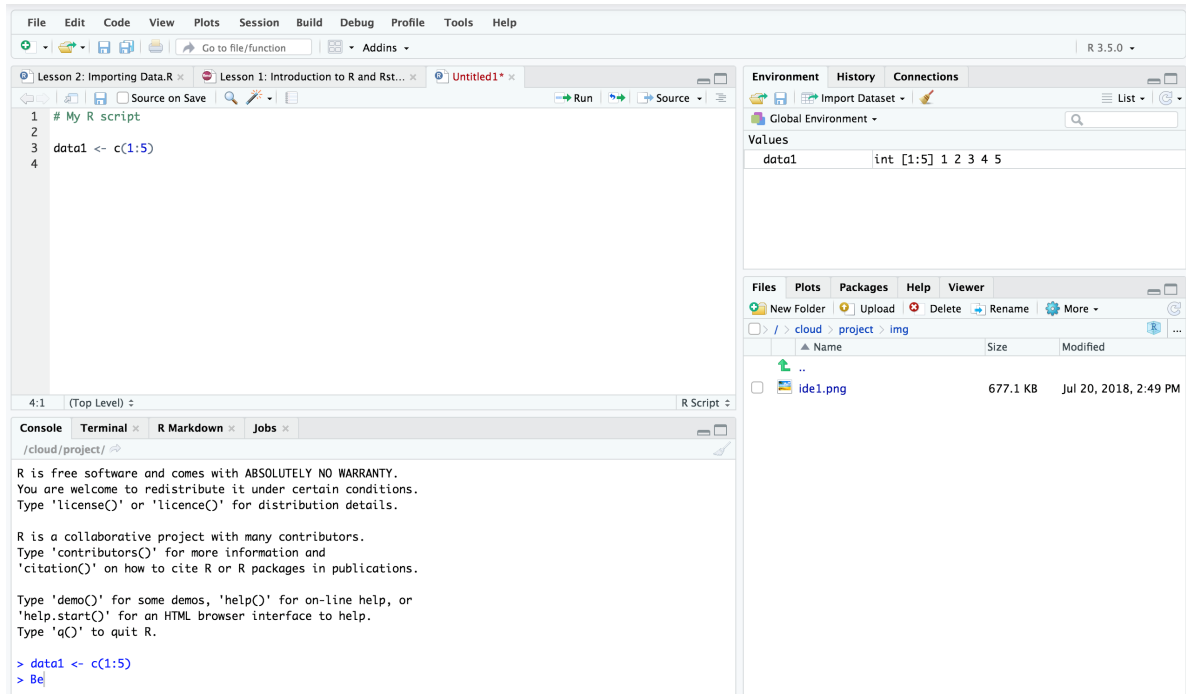 File Edit Code View Plots Session Build Debug Profile Tools Help
Go to file/function Addins R 3.5.0
Lesson 2: Importing Data.R Lesson 1: Introduction to R and Rst... Untitled1*
Source on Save Run Source
1 # My R script
2
3 data1 <- c(1:5)
4
4:1 (Top Level) R Script
Console Terminal R Markdown Jobs
/cloud/project/
R is free software and comes with ABSOLUTELY NO WARRANTY.
You are welcome to redistribute it under certain conditions.
Type 'license()' or 'licence()' for distribution details.
R is a collaborative project with many contributors.
Type 'contributors()' for more information and
'citation()' on how to cite R or R packages in publications.
Type 'demo()' for some demos, 'help()' for on-line help, or
'help.start()' for an HTML browser interface to help.
Type 'q()' to quit R.
> data1 <- c(1:5)
> Be
Environment History Connections
Import Dataset List
Global Environment
Values
data1 int [1:5] 1 2 3 4 5
Files Plots Packages Help Viewer
New Folder Upload Delete Rename More
/ > cloud > project > img R ...
Name Size Modified
..
ide1.png 677.1 KB Jul 20, 2018, 2:49 PM